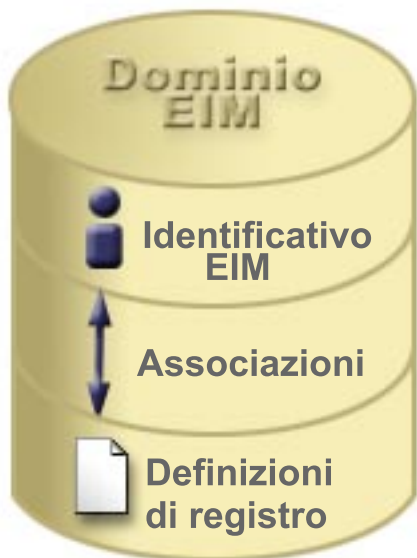 Dominio
EIM
Identificativo
EIM
Associazioni
Definizioni
di registro